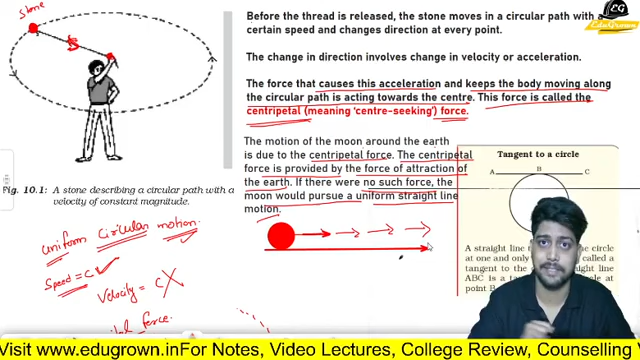 Stone
Before the thread is released, the stone moves in a circular path with a
certain speed and changes direction at every point.
CG
EduGrown
The change in direction involves change in velocity or acceleration.
The force that causes this acceleration and keeps the body moving along
the circular path is acting towards the centre. This force is called the
centripetal (meaning ‘centre-seeking’) force.
The motion of the moon around the earth
is due to the centripetal force. The centripetal
force is provided by the force of attraction of
the earth. If there were no such force, the
moon would pursue a uniform straight line
motion.
Fig. 10.1: A stone describing a circular path with a
velocity of constant magnitude.
Uniform Circular motion.
Speed = C
Velocity = C
force
Tangent to a circle
A B C
A straight line circle
at one and only called a
tangent to the straight line
ABC is a
point B
Visit www.edugrown.inFor Notes, Video Lectures, College Review, Counselling